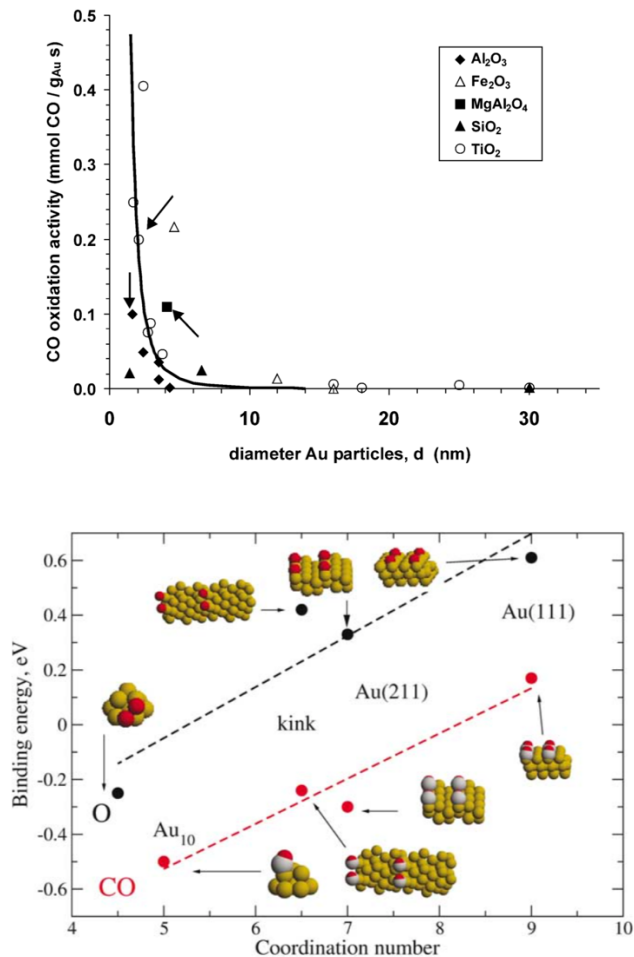 CO oxidation activity (mmol CO / gAu s)
0.5
0.4
0.3
0.2
0.1
0.0
0
10
20
30
diameter Au particles, d (nm)
Al2O3
Fe2O3
MgAl2O4
SiO2
TiO2
Binding energy, eV
0.6
0.4
0.2
0
-0.2
-0.4
-0.6
Au(111)
Au(211)
kink
O
Au10
CO
4
5
6
7
8
9
10
Coordination number